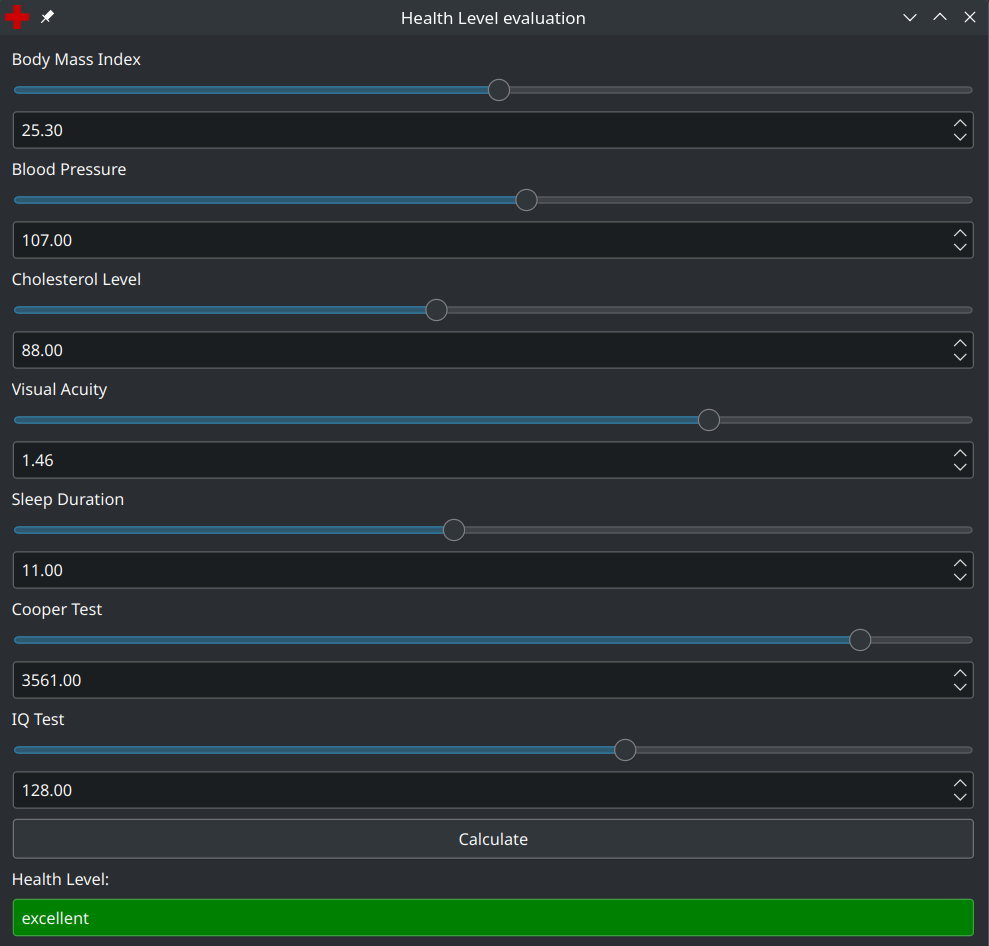 Health Level evaluation
Body Mass Index
25.30
Blood Pressure
107.00
Cholesterol Level
88.00
Visual Acuity
1.46
Sleep Duration
11.00
Cooper Test
3561.00
IQ Test
128.00
Calculate
Health Level:
excellent